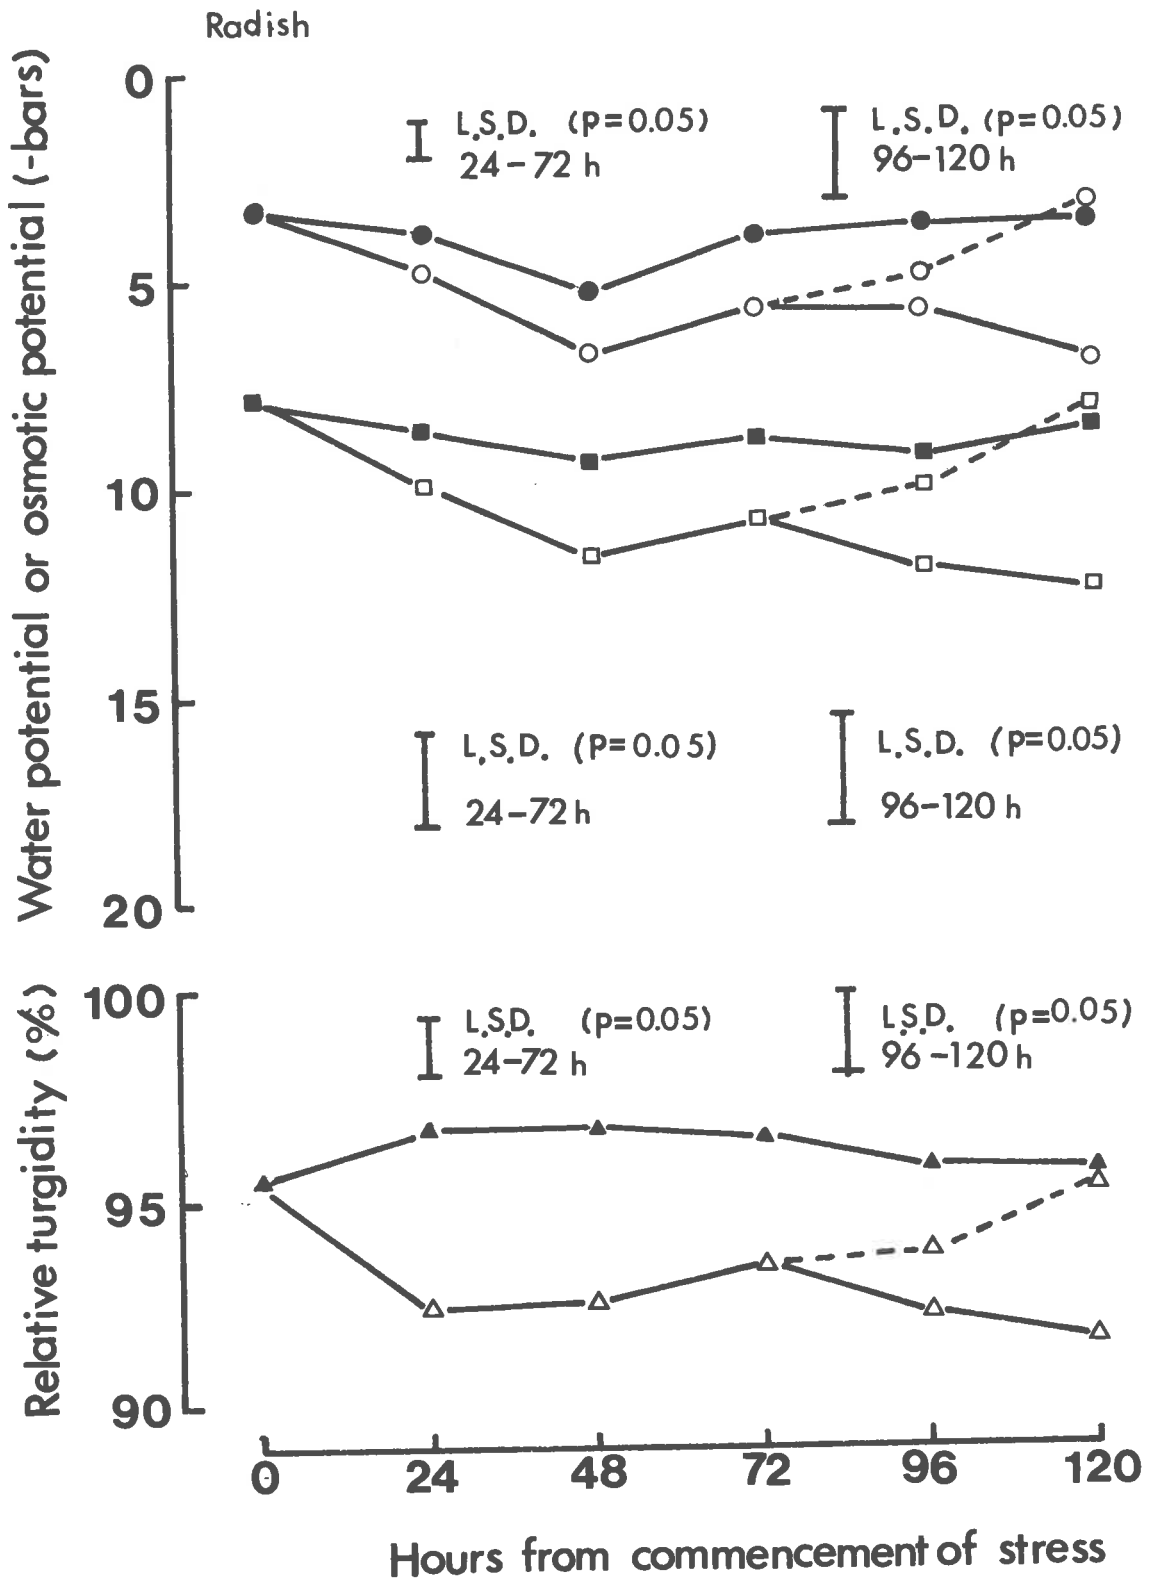 Radish
Water potential or osmotic potential (-bars)
0
5
10
15
20
L.S.D. (p=0.05)
24-72 h
L.S.D. (p=0.05)
96-120 h
L.S.D. (P=0.05)
24-72 h
L.S.D. (p=0.05)
96-120 h
Relative turgidity (%)
100
95
90
L.S.D. (p=0.05)
24-72 h
L.S.D. (p=0.05)
96-120 h
0 24 48 72 96 120
Hours from commencement of stress